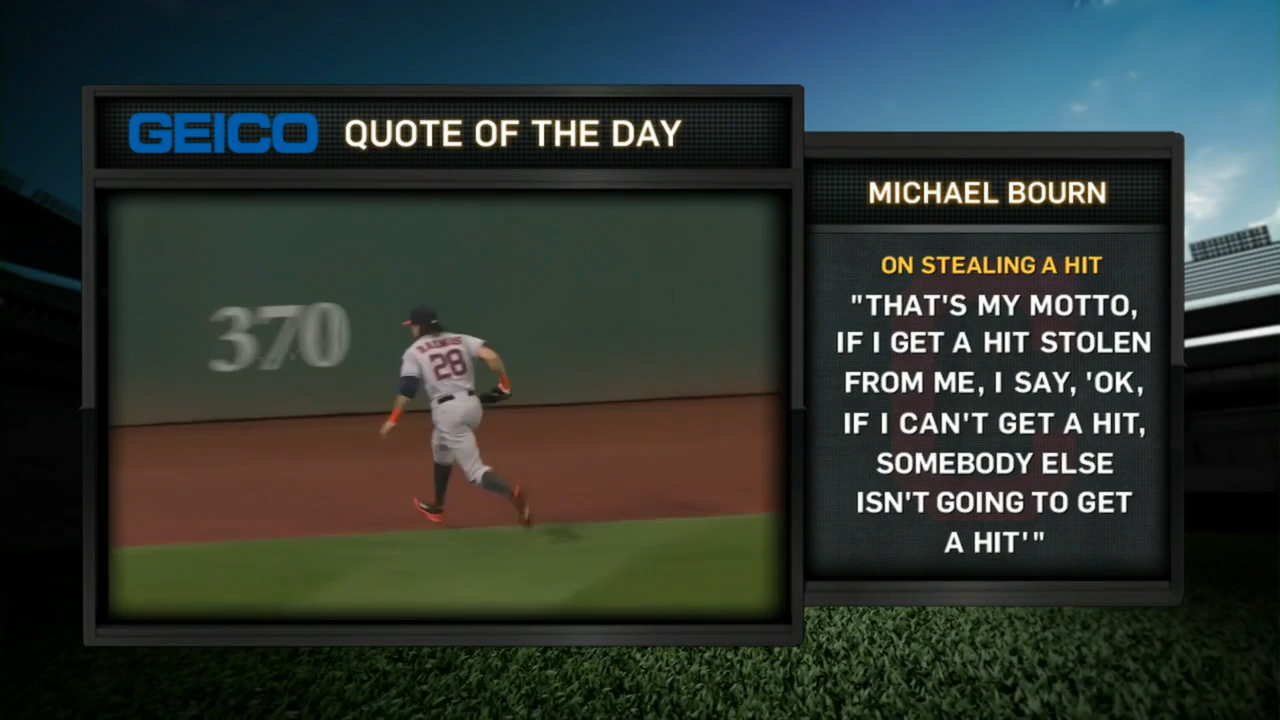 GEICO QUOTE OF THE DAY
370
RASMUS
28
MICHAEL BOURN
ON STEALING A HIT
"THAT'S MY MOTTO,
IF I GET A HIT STOLEN
FROM ME, I SAY, 'OK,
IF I CAN'T GET A HIT,
SOMEBODY ELSE
ISN'T GOING TO GET
A HIT'"